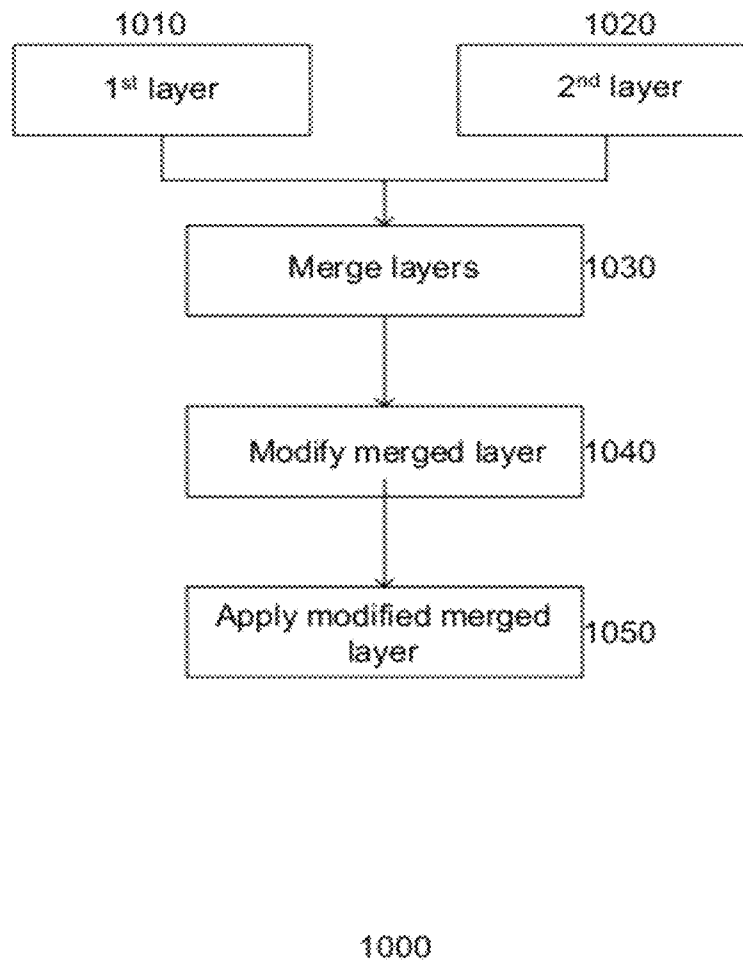 1010
1020
1st layer
2nd layer
Merge layers
1030
Modify merged layer
1040
Apply modified merged
layer
1050
1000